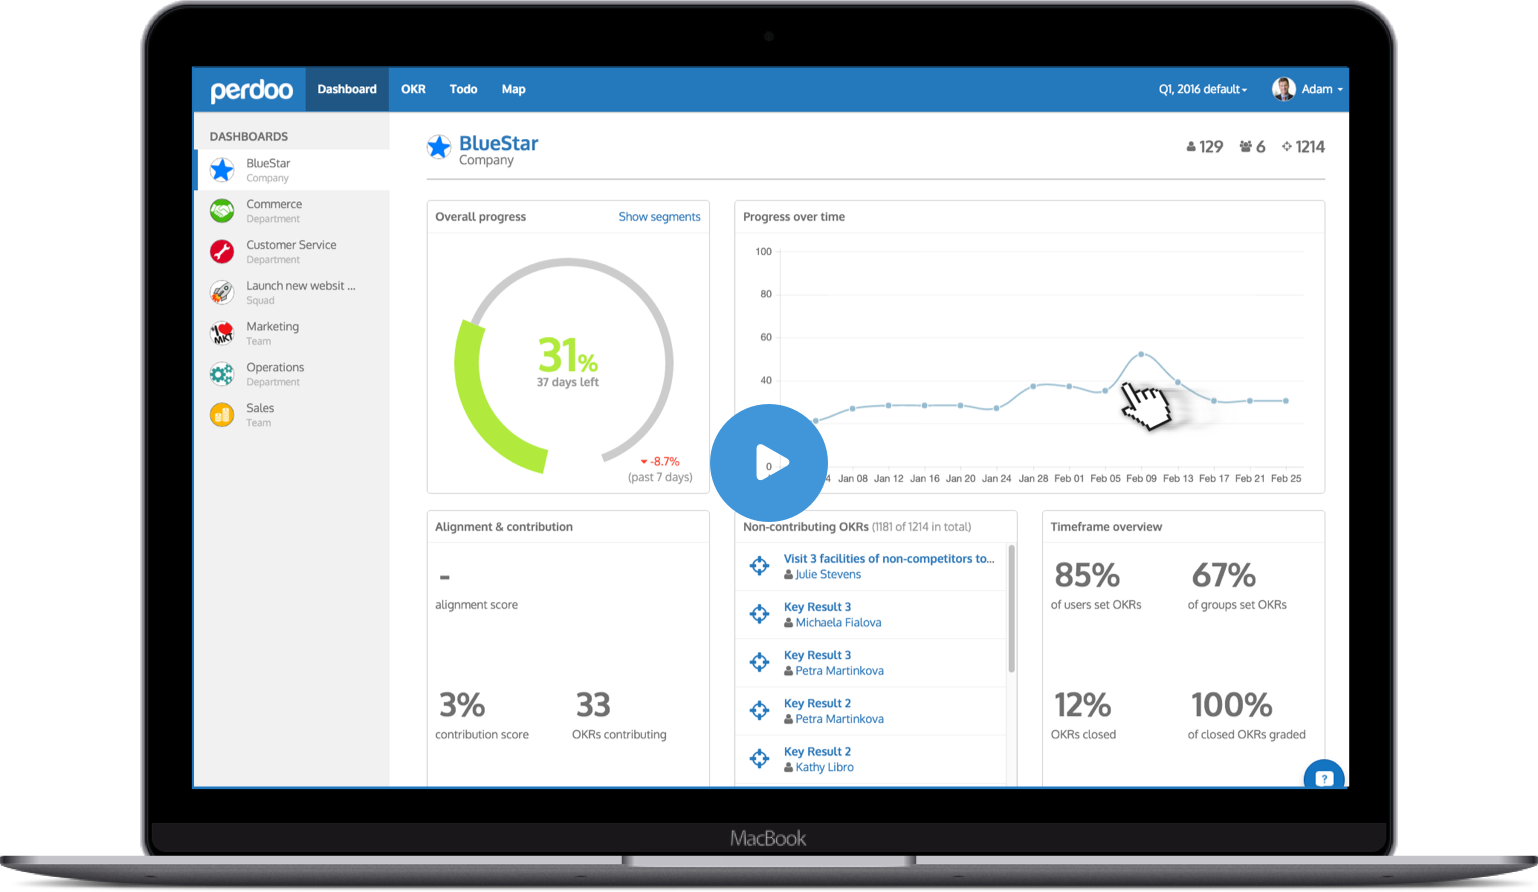 perdoo
Dashboard
OKR
Todo
Map
Q1, 2016 default
Adam
DASHBOARDS
BlueStar
Company
Commerce
Department
Customer Service
Department
Launch new websit ...
Squad
I MKT
Marketing
Team
Operations
Department
Sales
Team
BlueStar
Company
129
6
1214
Overall progress
Show segments
31%
37 days left
-8.7%
(past 7 days)
Progress over time
100
80
60
40
0
4 Jan 08 Jan 12 Jan 16 Jan 20 Jan 24 Jan 28 Feb 01 Feb 05 Feb 09 Feb 13 Feb 17 Feb 21 Feb 25
Alignment & contribution
-
alignment score
3%
contribution score
33
OKRs contributing
Non-contributing OKRs (1181 of 1214 in total)
Visit 3 facilities of non-competitors to...
Julie Stevens
Key Result 3
Michaela Fialova
Key Result 3
Petra Martinkova
Key Result 2
Petra Martinkova
Key Result 2
Kathy Libro
Timeframe overview
85%
of users set OKRs
67%
of groups set OKRs
12%
OKRs closed
100%
of closed OKRs graded
?
MacBook